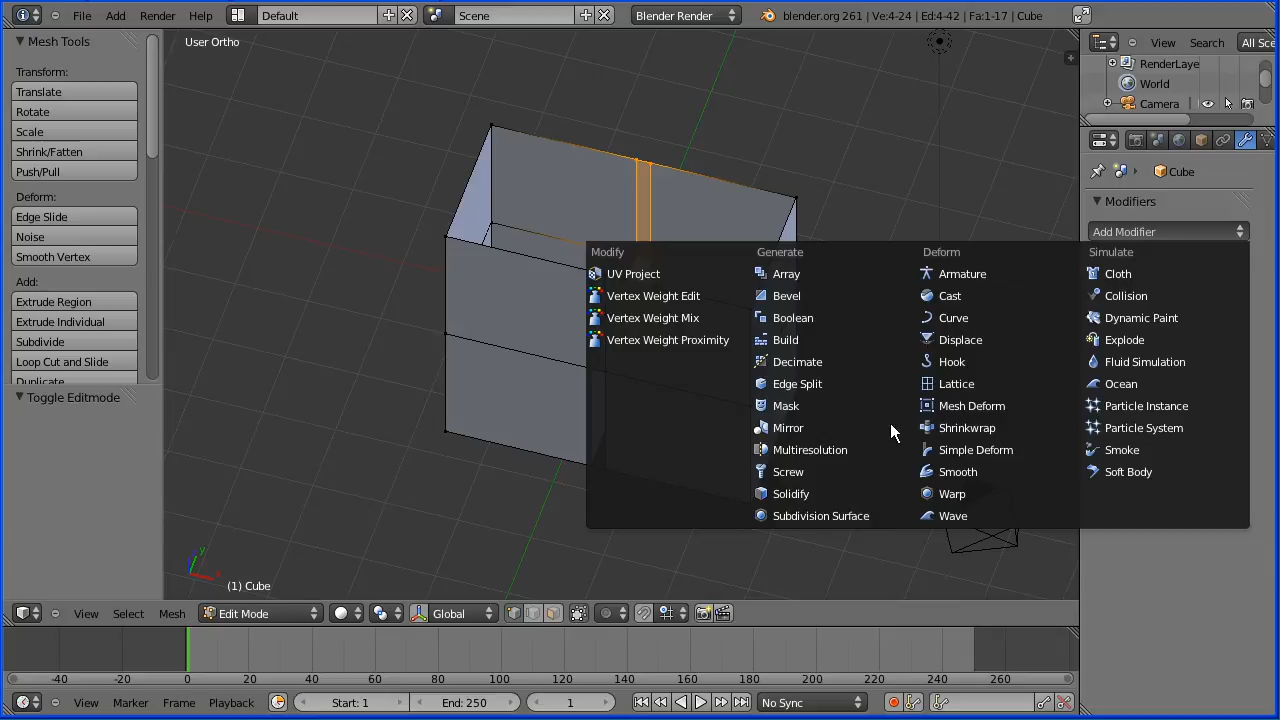 File Add Render Help Default Scene Blender Render blender.org 261 | Ve:4-24 | Ed:4-42 | Fa:1-17 | Cube
Mesh Tools
Transform:
Translate
Rotate
Scale
Shrink/Fatten
Push/Pull
Deform:
Edge Slide
Noise
Smooth Vertex
Add:
Extrude Region
Extrude Individual
Subdivide
Loop Cut and Slide
Duplicate
Toggle Editmode
User Ortho
Modify
UV Project
Vertex Weight Edit
Vertex Weight Mix
Vertex Weight Proximity
Generate
Array
Bevel
Boolean
Build
Decimate
Edge Split
Mask
Mirror
Multiresolution
Screw
Solidify
Subdivision Surface
Deform
Armature
Cast
Curve
Displace
Hook
Lattice
Mesh Deform
Shrinkwrap
Simple Deform
Smooth
Warp
Wave
Simulate
Cloth
Collision
Dynamic Paint
Explode
Fluid Simulation
Ocean
Particle Instance
Particle System
Smoke
Soft Body
View Search All Sce
RenderLaye
World
Camera
Cube
Modifiers
Add Modifier
y
x
(1) Cube
View Select Mesh Edit Mode Global
-40 -20 0 20 40 60 80 100 120 140 160 180 200 220 240 260
View Marker Frame Playback Start: 1 End: 250 1 No Sync